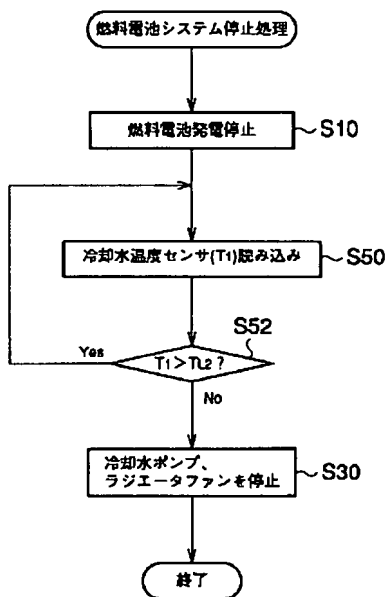 燃料電池システム停止処理
燃料電池発電停止
S10
冷却水温度センサ(T1)読み込み
S50
S52
T1>TL2?
Yes
No
冷却水ポンプ、
ラジエータファンを停止
S30
終了